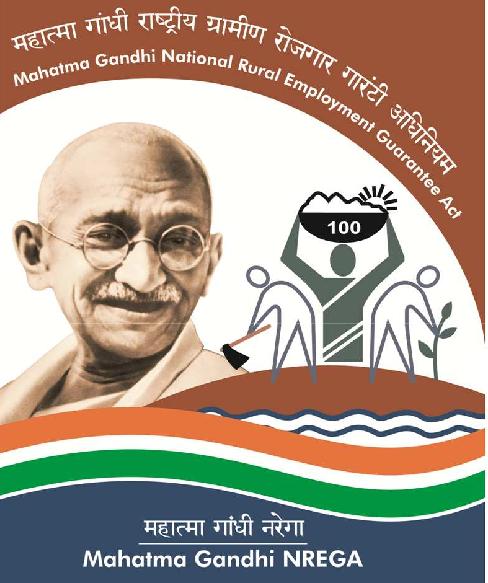 महात्मा गांधी राष्ट्रीय ग्रामीण रोजगार गारंटी अधिनियम
Mahatma Gandhi National Rural Employment Guarantee Act
100
महात्मा गांधी नरेगा
Mahatma Gandhi NREGA